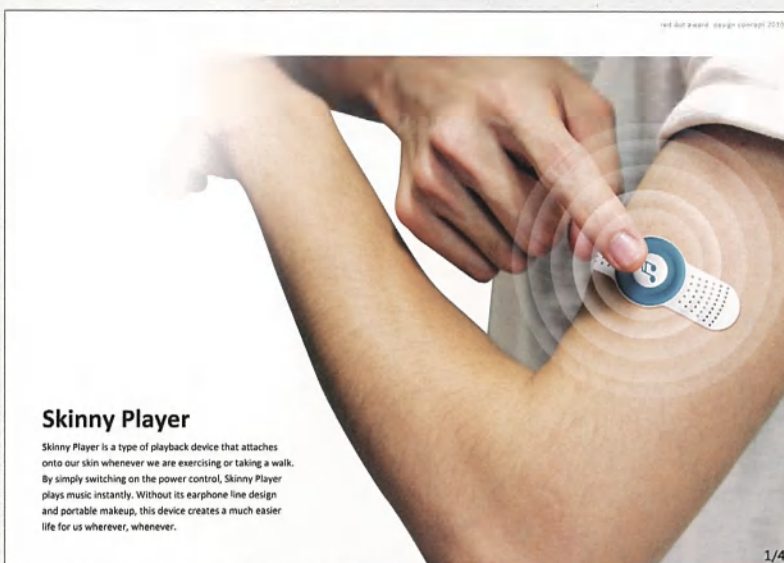 red dot award: design concept 2010
Skinny Player
Skinny Player is a type of playback device that attaches
onto our skin whenever we are exercising or taking a walk.
By simply switching on the power control, Skinny Player
plays music instantly. Without its earphone line design
and portable makeup, this device creates a much easier
life for us wherever, whenever.
1/4